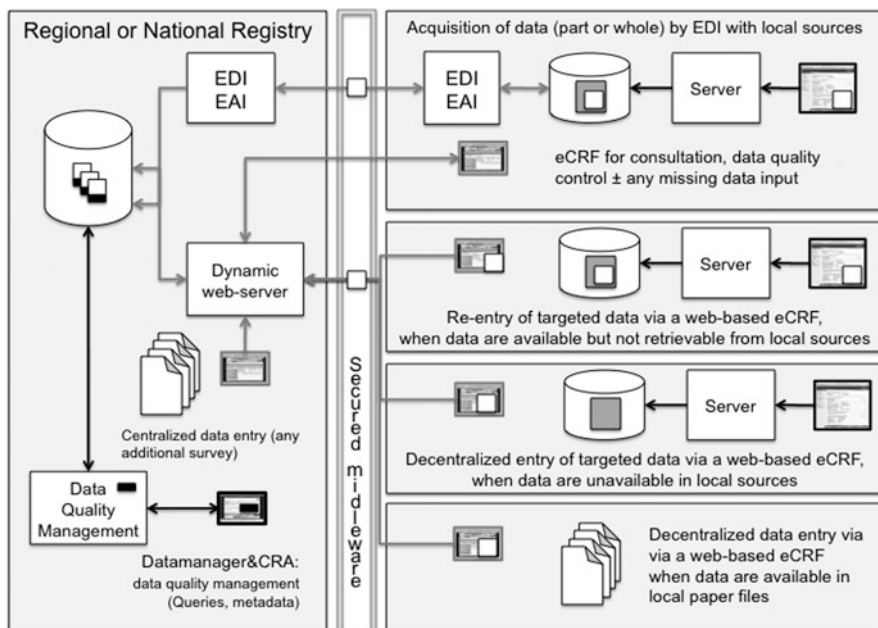 Regional or National Registry
EDI
EAI
Dynamic
web-server
Centralized data entry (any
additional survey)
Data
Quality
Management
Datamanager&CRA:
data quality management
(Queries, metadata)
Secured middleware
Acquisition of data (part or whole) by EDI with local sources
EDI
EAI
Server
eCRF for consultation, data quality
control ± any missing data input
Server
Re-entry of targeted data via a web-based eCRF,
when data are available but not retrievable from local sources
Server
Decentralized entry of targeted data via a web-based eCRF,
when data are unavailable in local sources
Decentralized data entry via
via a web-based eCRF
when data are available in
local paper files